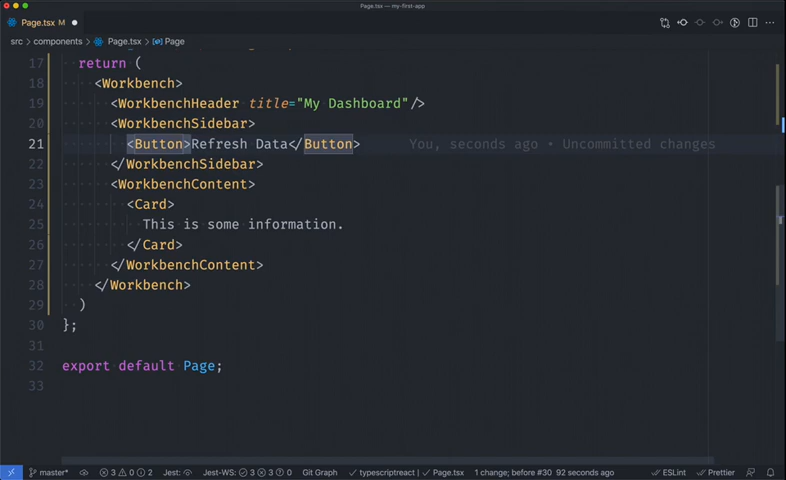 Page.tsx — my-first-app
Page.tsx M
src > components > Page.tsx > Page
17 return (
18 <Workbench>
19 <WorkbenchHeader title="My Dashboard"/>
20 <WorkbenchSidebar>
21 <Button>Refresh Data</Button> You, seconds ago • Uncommitted changes
22 </WorkbenchSidebar>
23 <WorkbenchContent>
24 <Card>
25 This is some information.
26 </Card>
27 </WorkbenchContent>
28 </Workbench>
29 )
30 };
31
32 export default Page;
33
master* 3 0 2 Jest: Jest-WS: 3 3 0 Git Graph typescriptreact Page.tsx 1 change; before #30 92 seconds ago ESLint Prettier